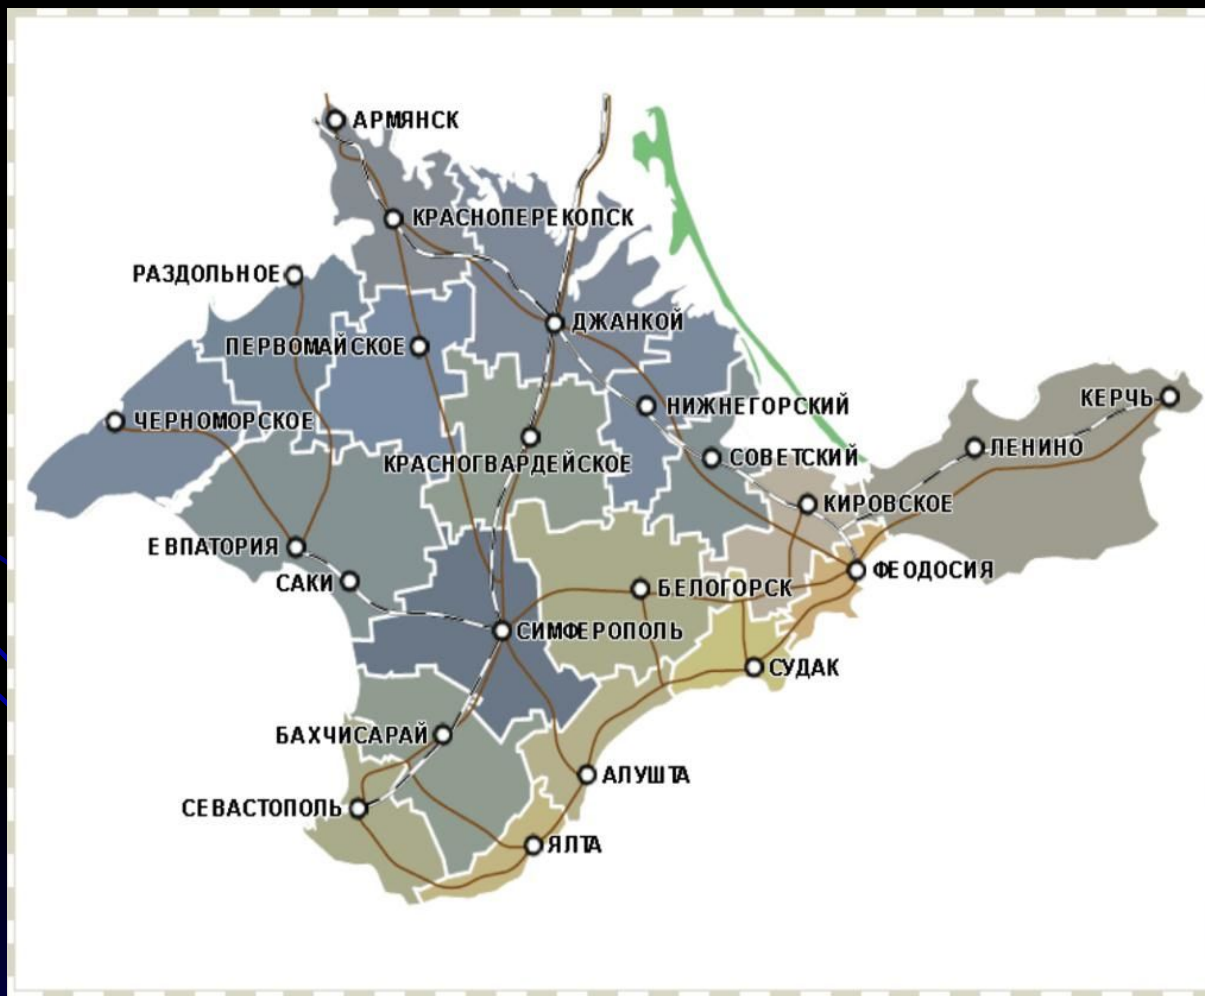 АРМЯНСК
КРАСНОПЕРЕКОПСК
РАЗДОЛЬНОЕ
ДЖАНКОЙ
ПЕРВОМАЙСКОЕ
КЕРЧЬ
НИЖНЕГОРСКИЙ
ЧЕРНОМОРСКОЕ
ЛЕНИНО
СОВЕТСКИЙ
КРАСНОГВАРДЕЙСКОЕ
КИРОВСКОЕ
ЕВПАТОРИЯ
ФЕОДОСИЯ
САКИ
БЕЛОГОРСК
СИМФЕРОПОЛЬ
СУДАК
БАХЧИСАРАЙ
АЛУШТА
СЕВАСТОПОЛЬ
ЯЛТА